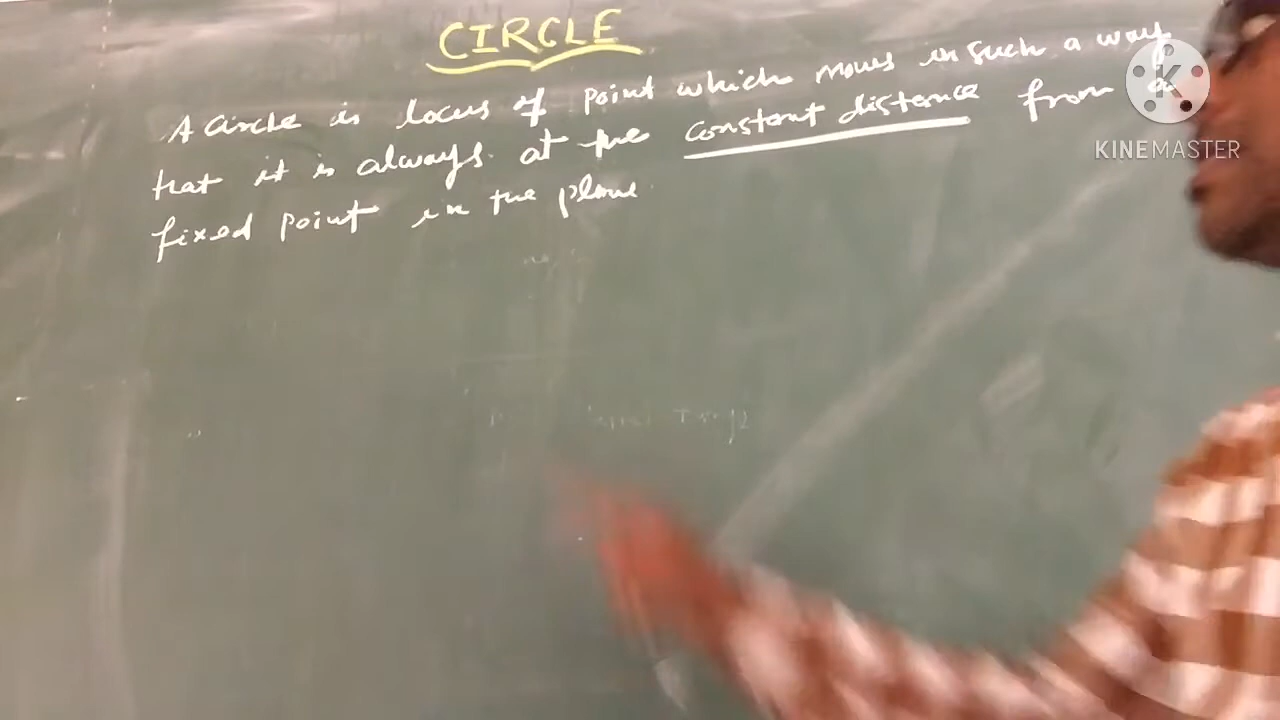 CIRCLE
A circle is locus of point which moves in such a way
that it is always at the constant distance from a
fixed point in the plane.
KINEMASTER